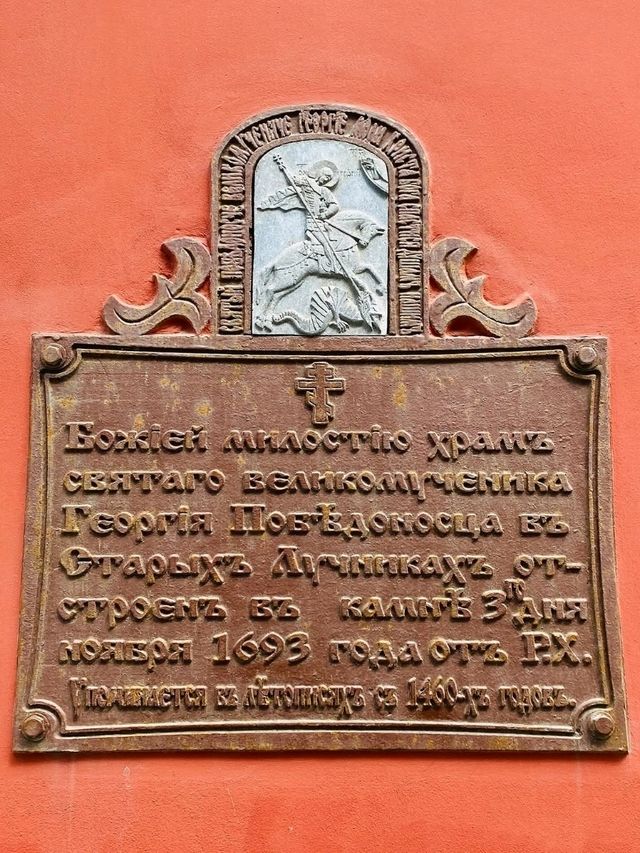 Божіей милостію храмъ
святаго великомученика
Георгія Побѣдоносца въ
Старыхъ Лучникахъ от-
строенъ въ камнѣ 3го дня
ноября 1693 года отъ Р.Х.
Упоминается въ лѣтописяхъ съ 1460-хъ годовъ.